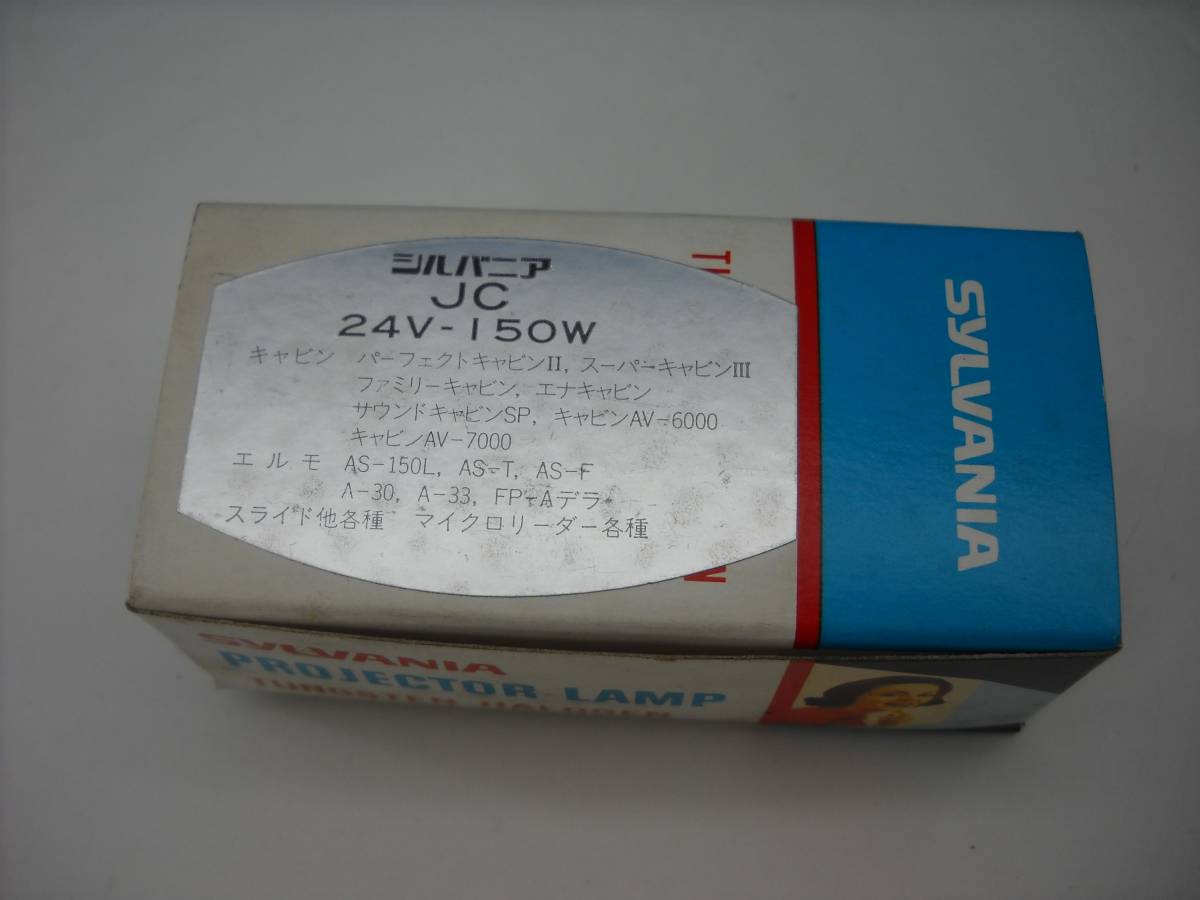 シルバニア
JC
24V-150W
キャビン パーフェクトキャビンII, スーパーキャビンIII
ファミリーキャビン, エナキャビン
サウンドキャビンSP, キャビンAV-6000
キャビンAV-7000
エルモ AS-150L, AS-T, AS-F
A-30, A-33, FP-Aデラ
スライド他各種 マイクロリーダー各種
SYLVANIA
SYLVANIA
PROJECTOR LAMP
TUNGSTEN HALOGEN